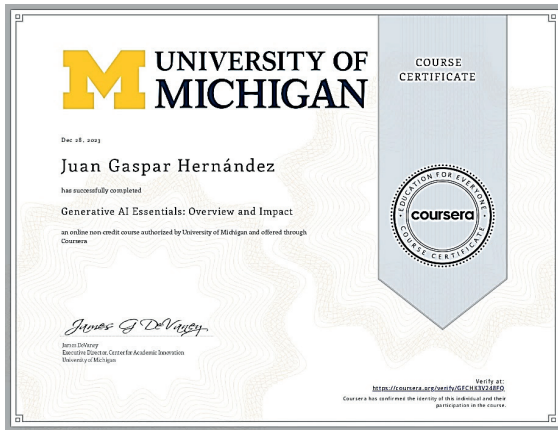 UNIVERSITY OF
MICHIGAN
COURSE
CERTIFICATE
Dec 28, 2023
Juan Gaspar Hernández
has successfully completed
Generative AI Essentials: Overview and Impact
an online non-credit course authorized by University of Michigan and offered through
Coursera
EDUCATION FOR EVERYONE
coursera
COURSE CERTIFICATE
James G DeVaney
James DeVaney
Executive Director, Center for Academic Innovation
University of Michigan
Verify at:
https://coursera.org/verify/GFCHK3V248FQ
Coursera has confirmed the identity of this individual and their
participation in the course.